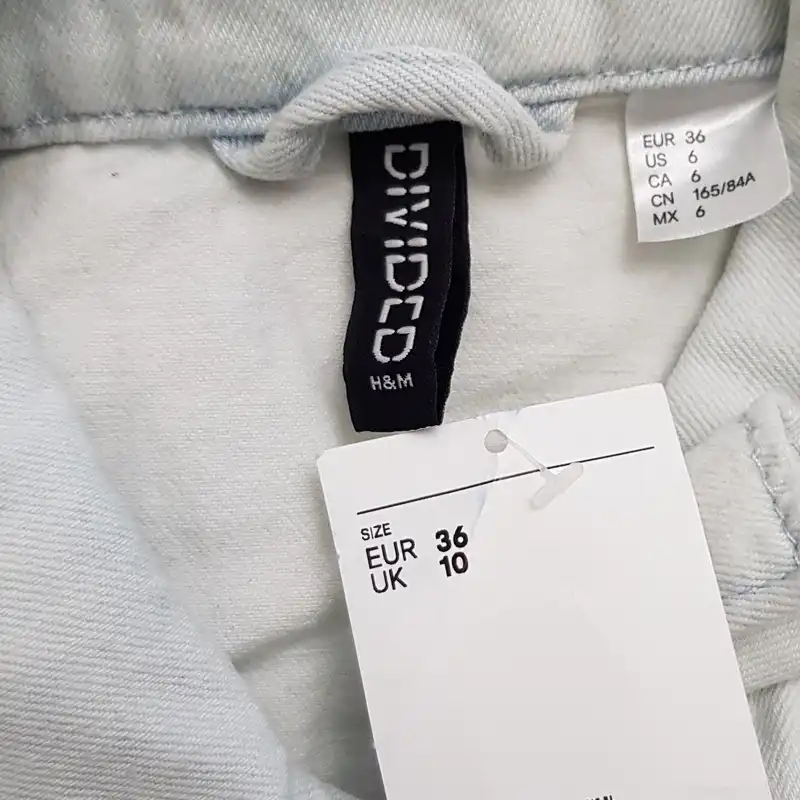 DIVIDED
H&M
EUR 36
US 6
CA 6
CN 165/84A
MX 6
SIZE
EUR 36
UK 10